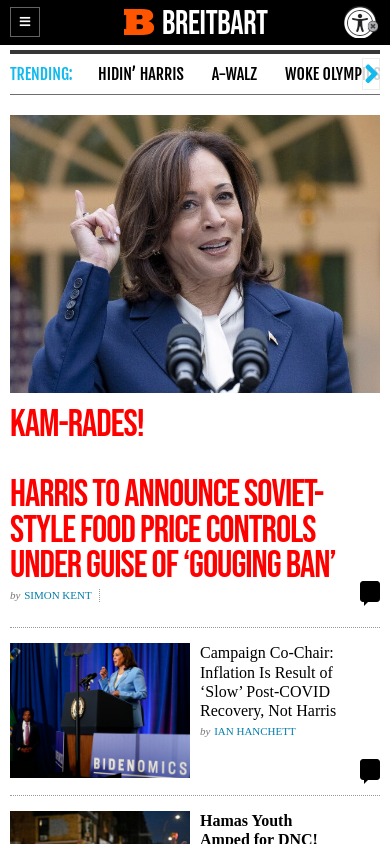 BREITBART
TRENDING:
HIDIN’ HARRIS
A-WALZ
WOKE OLYMP
KAM-RADES!
HARRIS TO ANNOUNCE SOVIET-
STYLE FOOD PRICE CONTROLS
UNDER GUISE OF ‘GOUGING BAN’
by SIMON KENT
Campaign Co-Chair:
Inflation Is Result of
‘Slow’ Post-COVID
Recovery, Not Harris
by IAN HANCHETT
BIDENOMICS
Hamas Youth
Amped for DNC!